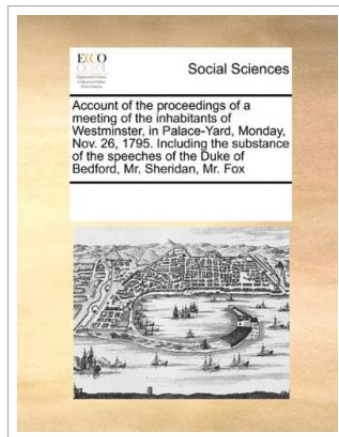 ECCO
Social Sciences
Account of the proceedings of a
meeting of the inhabitants of
Westminster, in Palace-Yard, Monday,
Nov. 26, 1795. Including the substance
of the speeches of the Duke of
Bedford, Mr. Sheridan, Mr. Fox